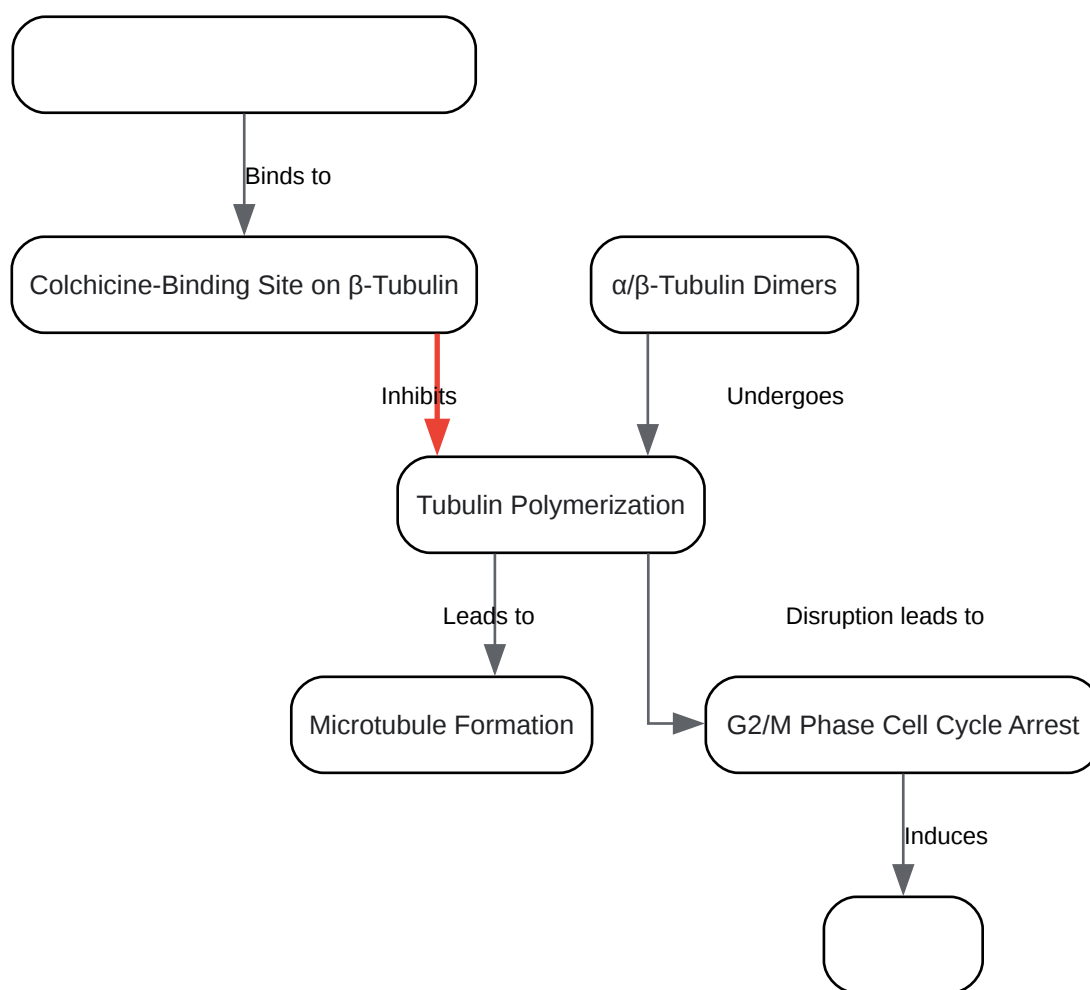 Binds to
Colchicine-Binding Site on β-Tubulin
α/β-Tubulin Dimers
Inhibits
Undergoes
Tubulin Polymerization
Leads to
Disruption leads to
Microtubule Formation
G2/M Phase Cell Cycle Arrest
Induces